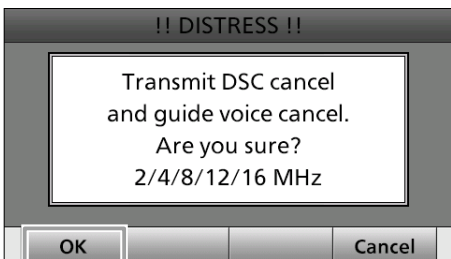 !! DISTRESS !!
Transmit DSC cancel
and guide voice cancel.
Are you sure?
2/4/8/12/16 MHz
OK Cancel